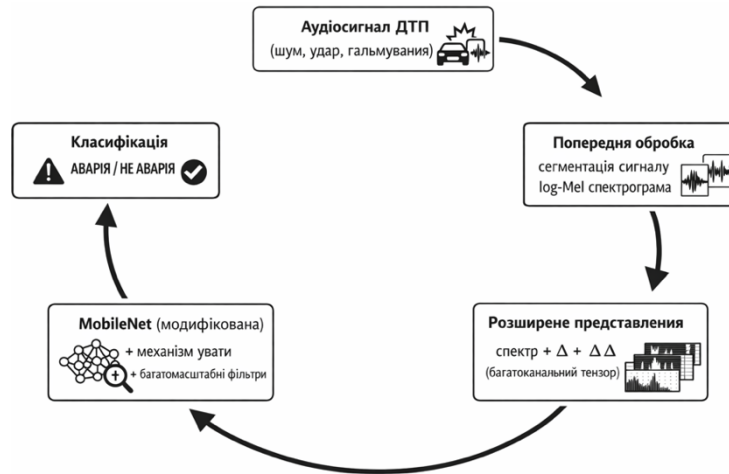 Аудіосигнал ДТП
(шум, удар, гальмування)
Попередня обробка
сегментація сигналу
log-Mel спектрограма
Розширене представлення
спектр + Δ + ΔΔ
(багатоканальний тензор)
MobileNet (модифікована)
+ механізм увати
+ багатомасштабні фільтри
Класифікація
АВАРІЯ / НЕ АВАРІЯ